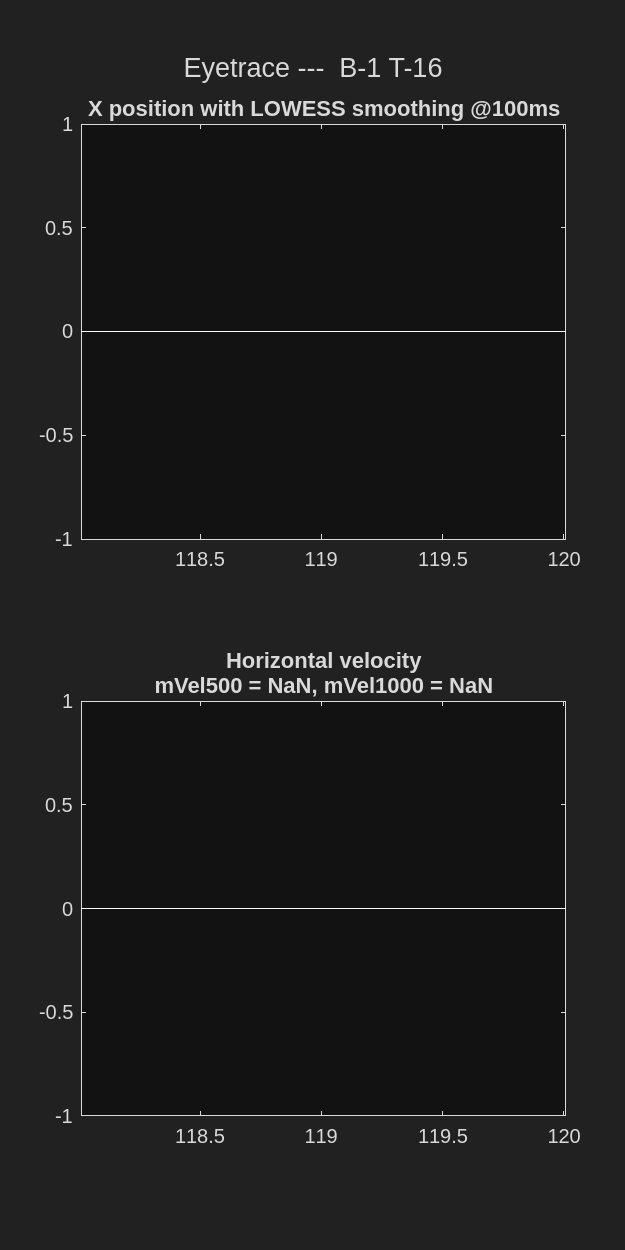 Eyetrace ---  B-1 T-16
X position with LOWESS smoothing @100ms
1
0.5
0
-0.5
-1
118.5 119 119.5 120
Horizontal velocity
mVel500 = NaN, mVel1000 = NaN
1
0.5
0
-0.5
-1
118.5 119 119.5 120